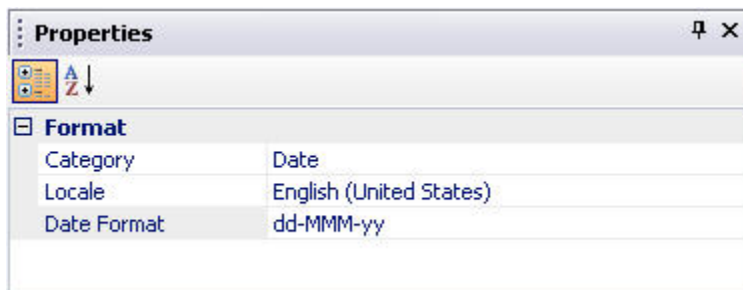 Properties
A
Z
Format
Category Date
Locale English (United States)
Date Format dd-MMM-yy